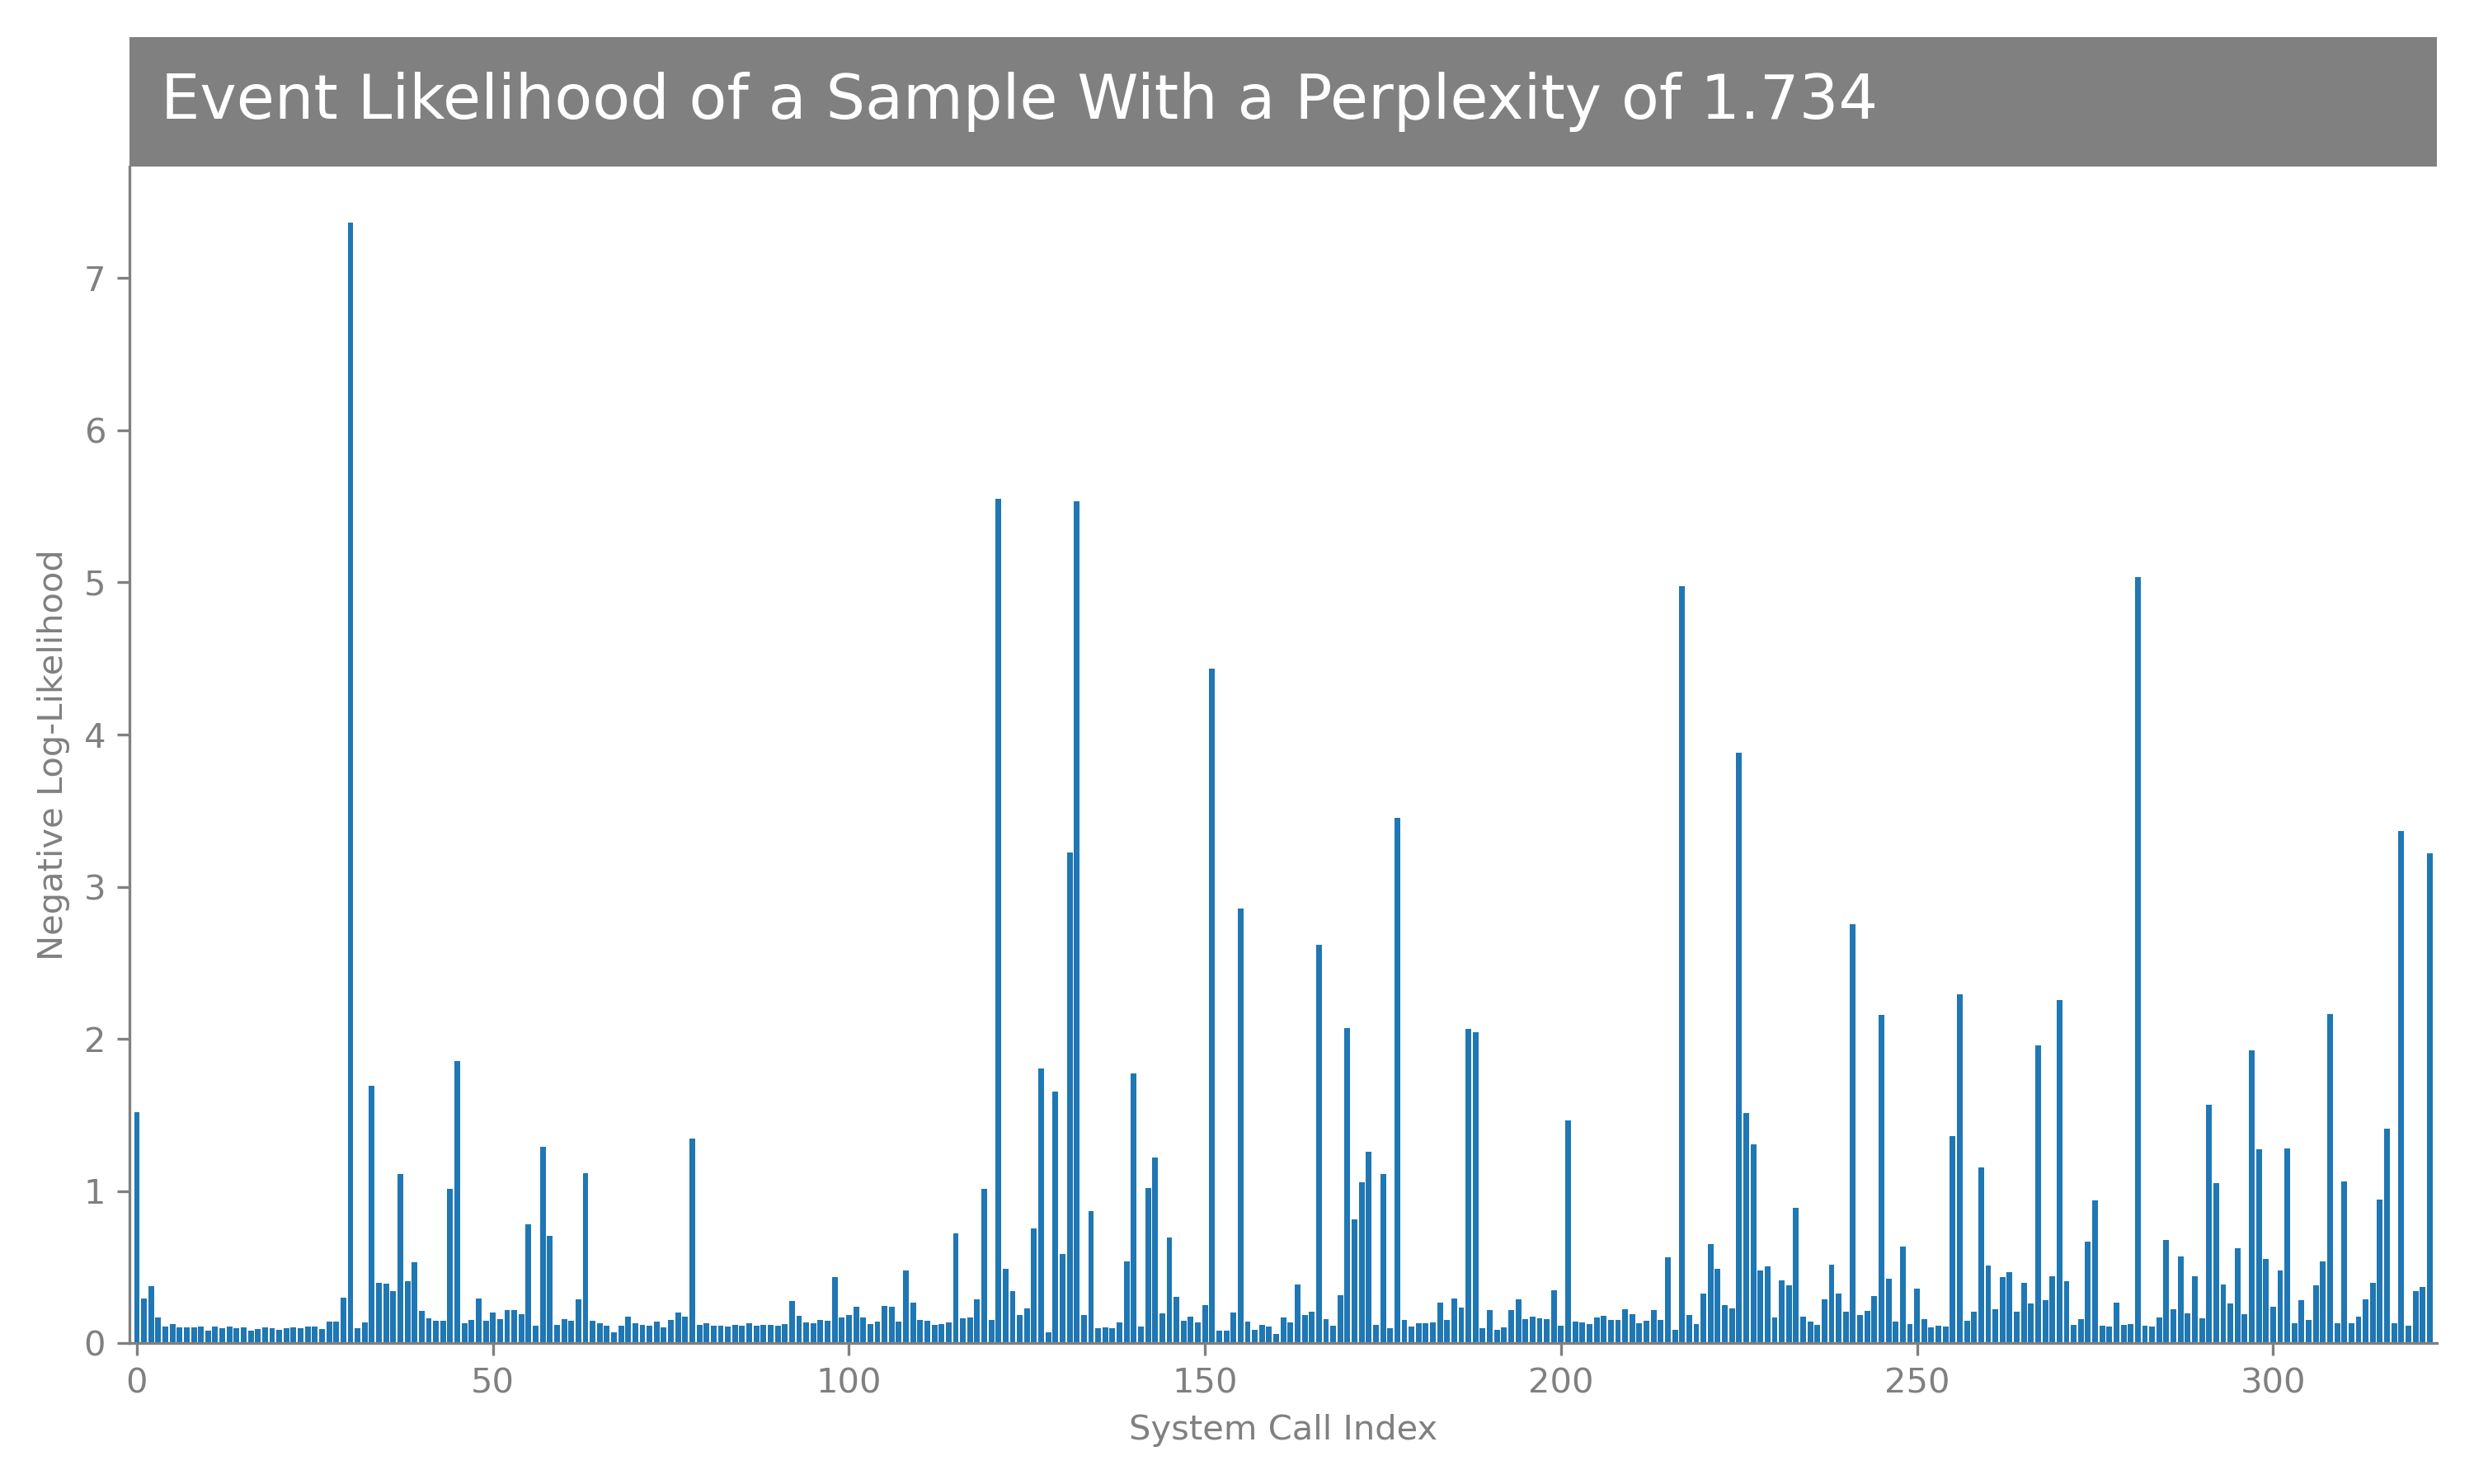 Event Likelihood of a Sample With a Perplexity of 1.734
Negative Log-Likelihood
7
6
5
4
3
2
1
0
0 50 100 150 200 250 300
System Call Index